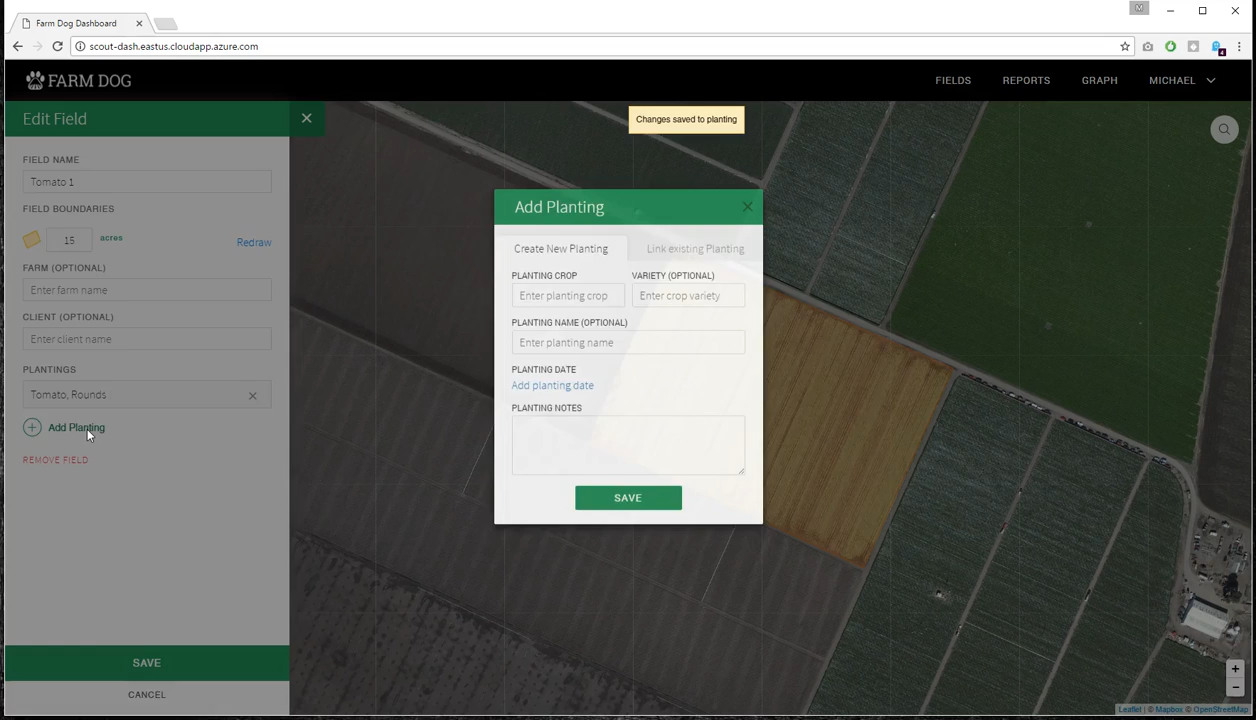 M
Farm Dog Dashboard
scout-dash.eastus.cloudapp.azure.com
4
FARM DOG
FIELDS
REPORTS
GRAPH
MICHAEL
Edit Field
Changes saved to planting
FIELD NAME
Tomato 1
FIELD BOUNDARIES
15
acres
Redraw
FARM (OPTIONAL)
Enter farm name
CLIENT (OPTIONAL)
Enter client name
PLANTINGS
Tomato, Rounds
Add Planting
REMOVE FIELD
SAVE
CANCEL
Add Planting
Create New Planting
Link existing Planting
PLANTING CROP
VARIETY (OPTIONAL)
Enter planting crop
Enter crop variety
PLANTING NAME (OPTIONAL)
Enter planting name
PLANTING DATE
Add planting date
PLANTING NOTES
SAVE
+
−
Leaflet | © Mapbox © OpenStreetMap